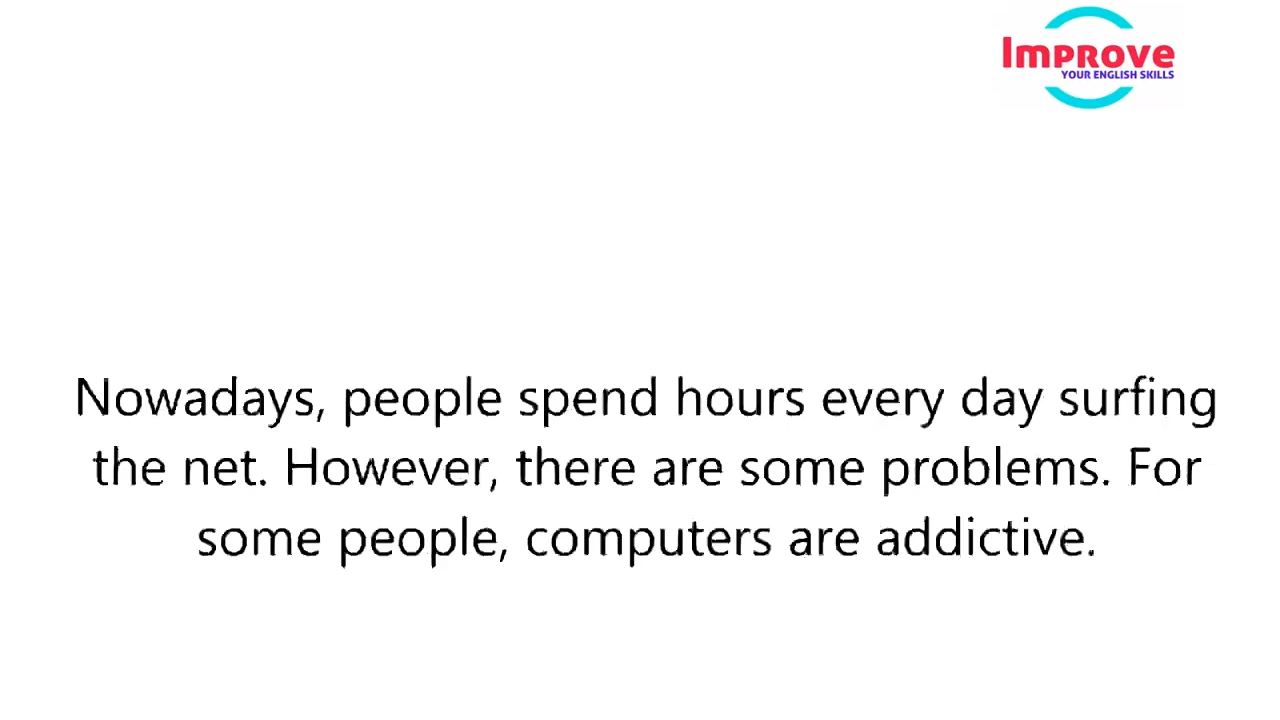 Improve
YOUR ENGLISH SKILLS
Nowadays, people spend hours every day surfing
the net. However, there are some problems. For
some people, computers are addictive.